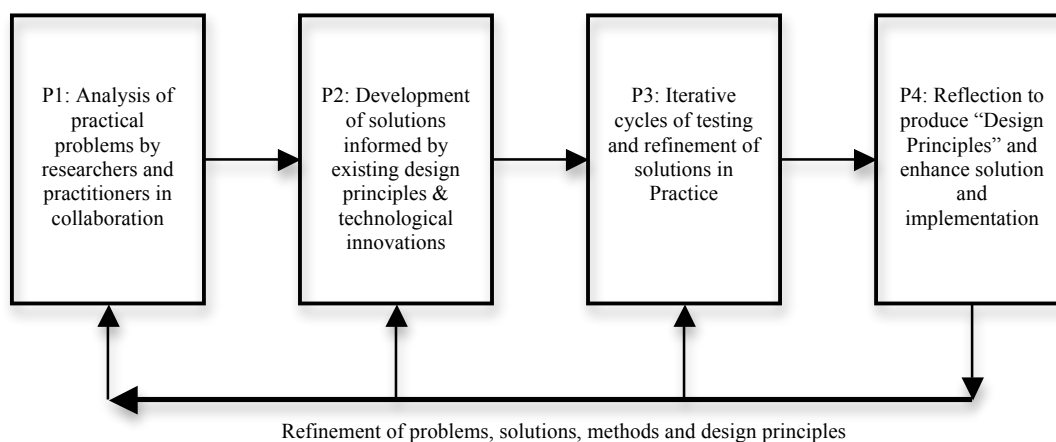 P1: Analysis of
practical
problems by
researchers and
practitioners in
collaboration
P2: Development
of solutions
informed by
existing design
principles &
technological
innovations
P3: Iterative
cycles of testing
and refinement of
solutions in
Practice
P4: Reflection to
produce “Design
Principles” and
enhance solution
and
implementation
Refinement of problems, solutions, methods and design principles